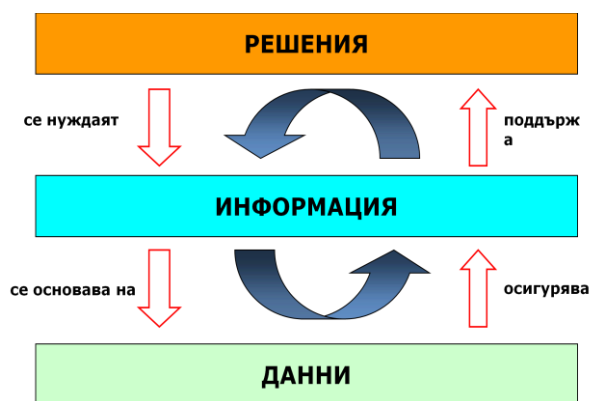 РЕШЕНИЯ
се нуждаят
поддърж
а
ИНФОРМАЦИЯ
се основава на
осигурява
ДАННИ